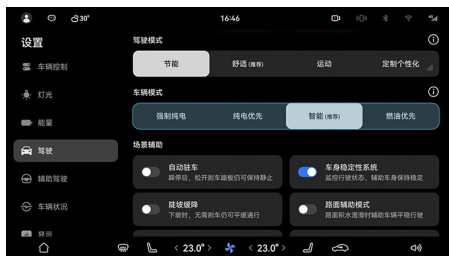 30°
16:46
设置
驾驶模式
节能
舒适 (推荐)
运动
定制个性化
车辆控制
灯光
能量
驾驶
辅助驾驶
车辆状况
车辆模式
强制纯电
纯电优先
智能 (推荐)
燃油优先
场景辅助
自动驻车
踩停后，松开刹车踏板仍可保持静止
车身稳定性系统
监控行驶状态，辅助车身保持稳定
陡坡缓降
下坡时，无需刹车仍可平缓通行
路面辅助模式
路面积水湿滑时辅助车辆平稳行驶
23.0°
23.0°